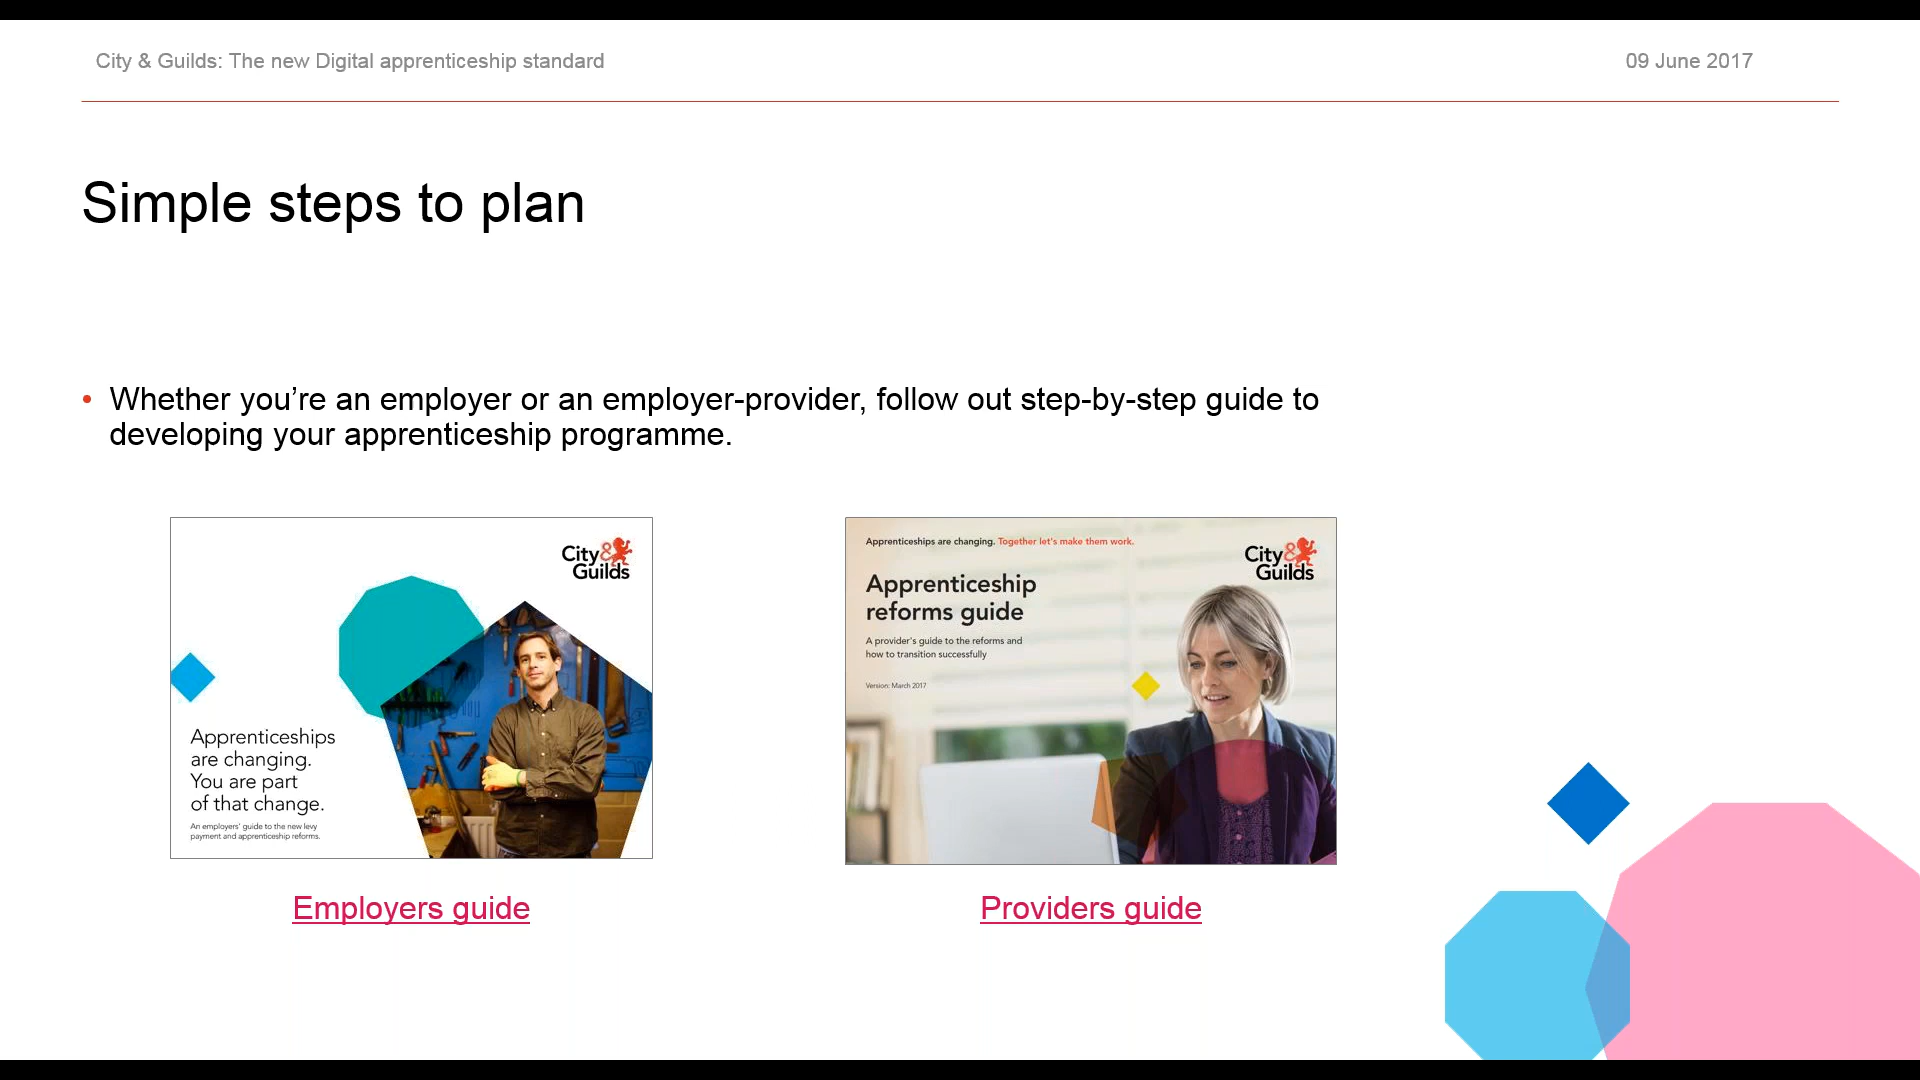 City & Guilds: The new Digital apprenticeship standard
09 June 2017
Simple steps to plan
• Whether you’re an employer or an employer-provider, follow out step-by-step guide to
developing your apprenticeship programme.
City &
Guilds
Apprenticeships
are changing.
You are part
of that change.
An employers' guide to the new levy
payment and apprenticeship reforms.
Employers guide
Apprenticeships are changing. Together let's make them work.
City &
Guilds
Apprenticeship
reforms guide
A provider's guide to the reforms and
how to transition successfully
Version: March 2017
Providers guide